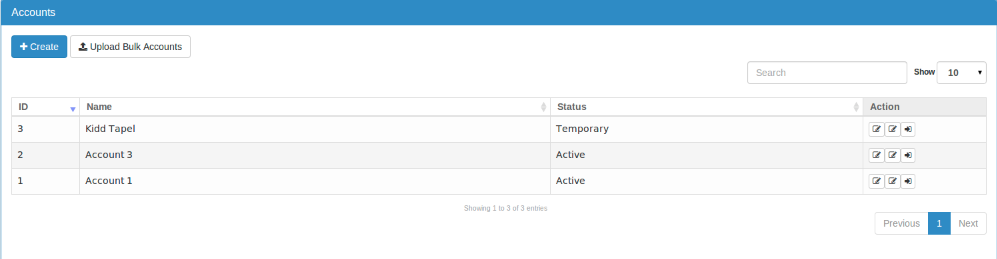 Accounts
Create Upload Bulk Accounts
Search Show 10
ID Name Status Action
3 Kidd Tapel Temporary
2 Account 3 Active
1 Account 1 Active
Showing 1 to 3 of 3 entries
Previous 1 Next